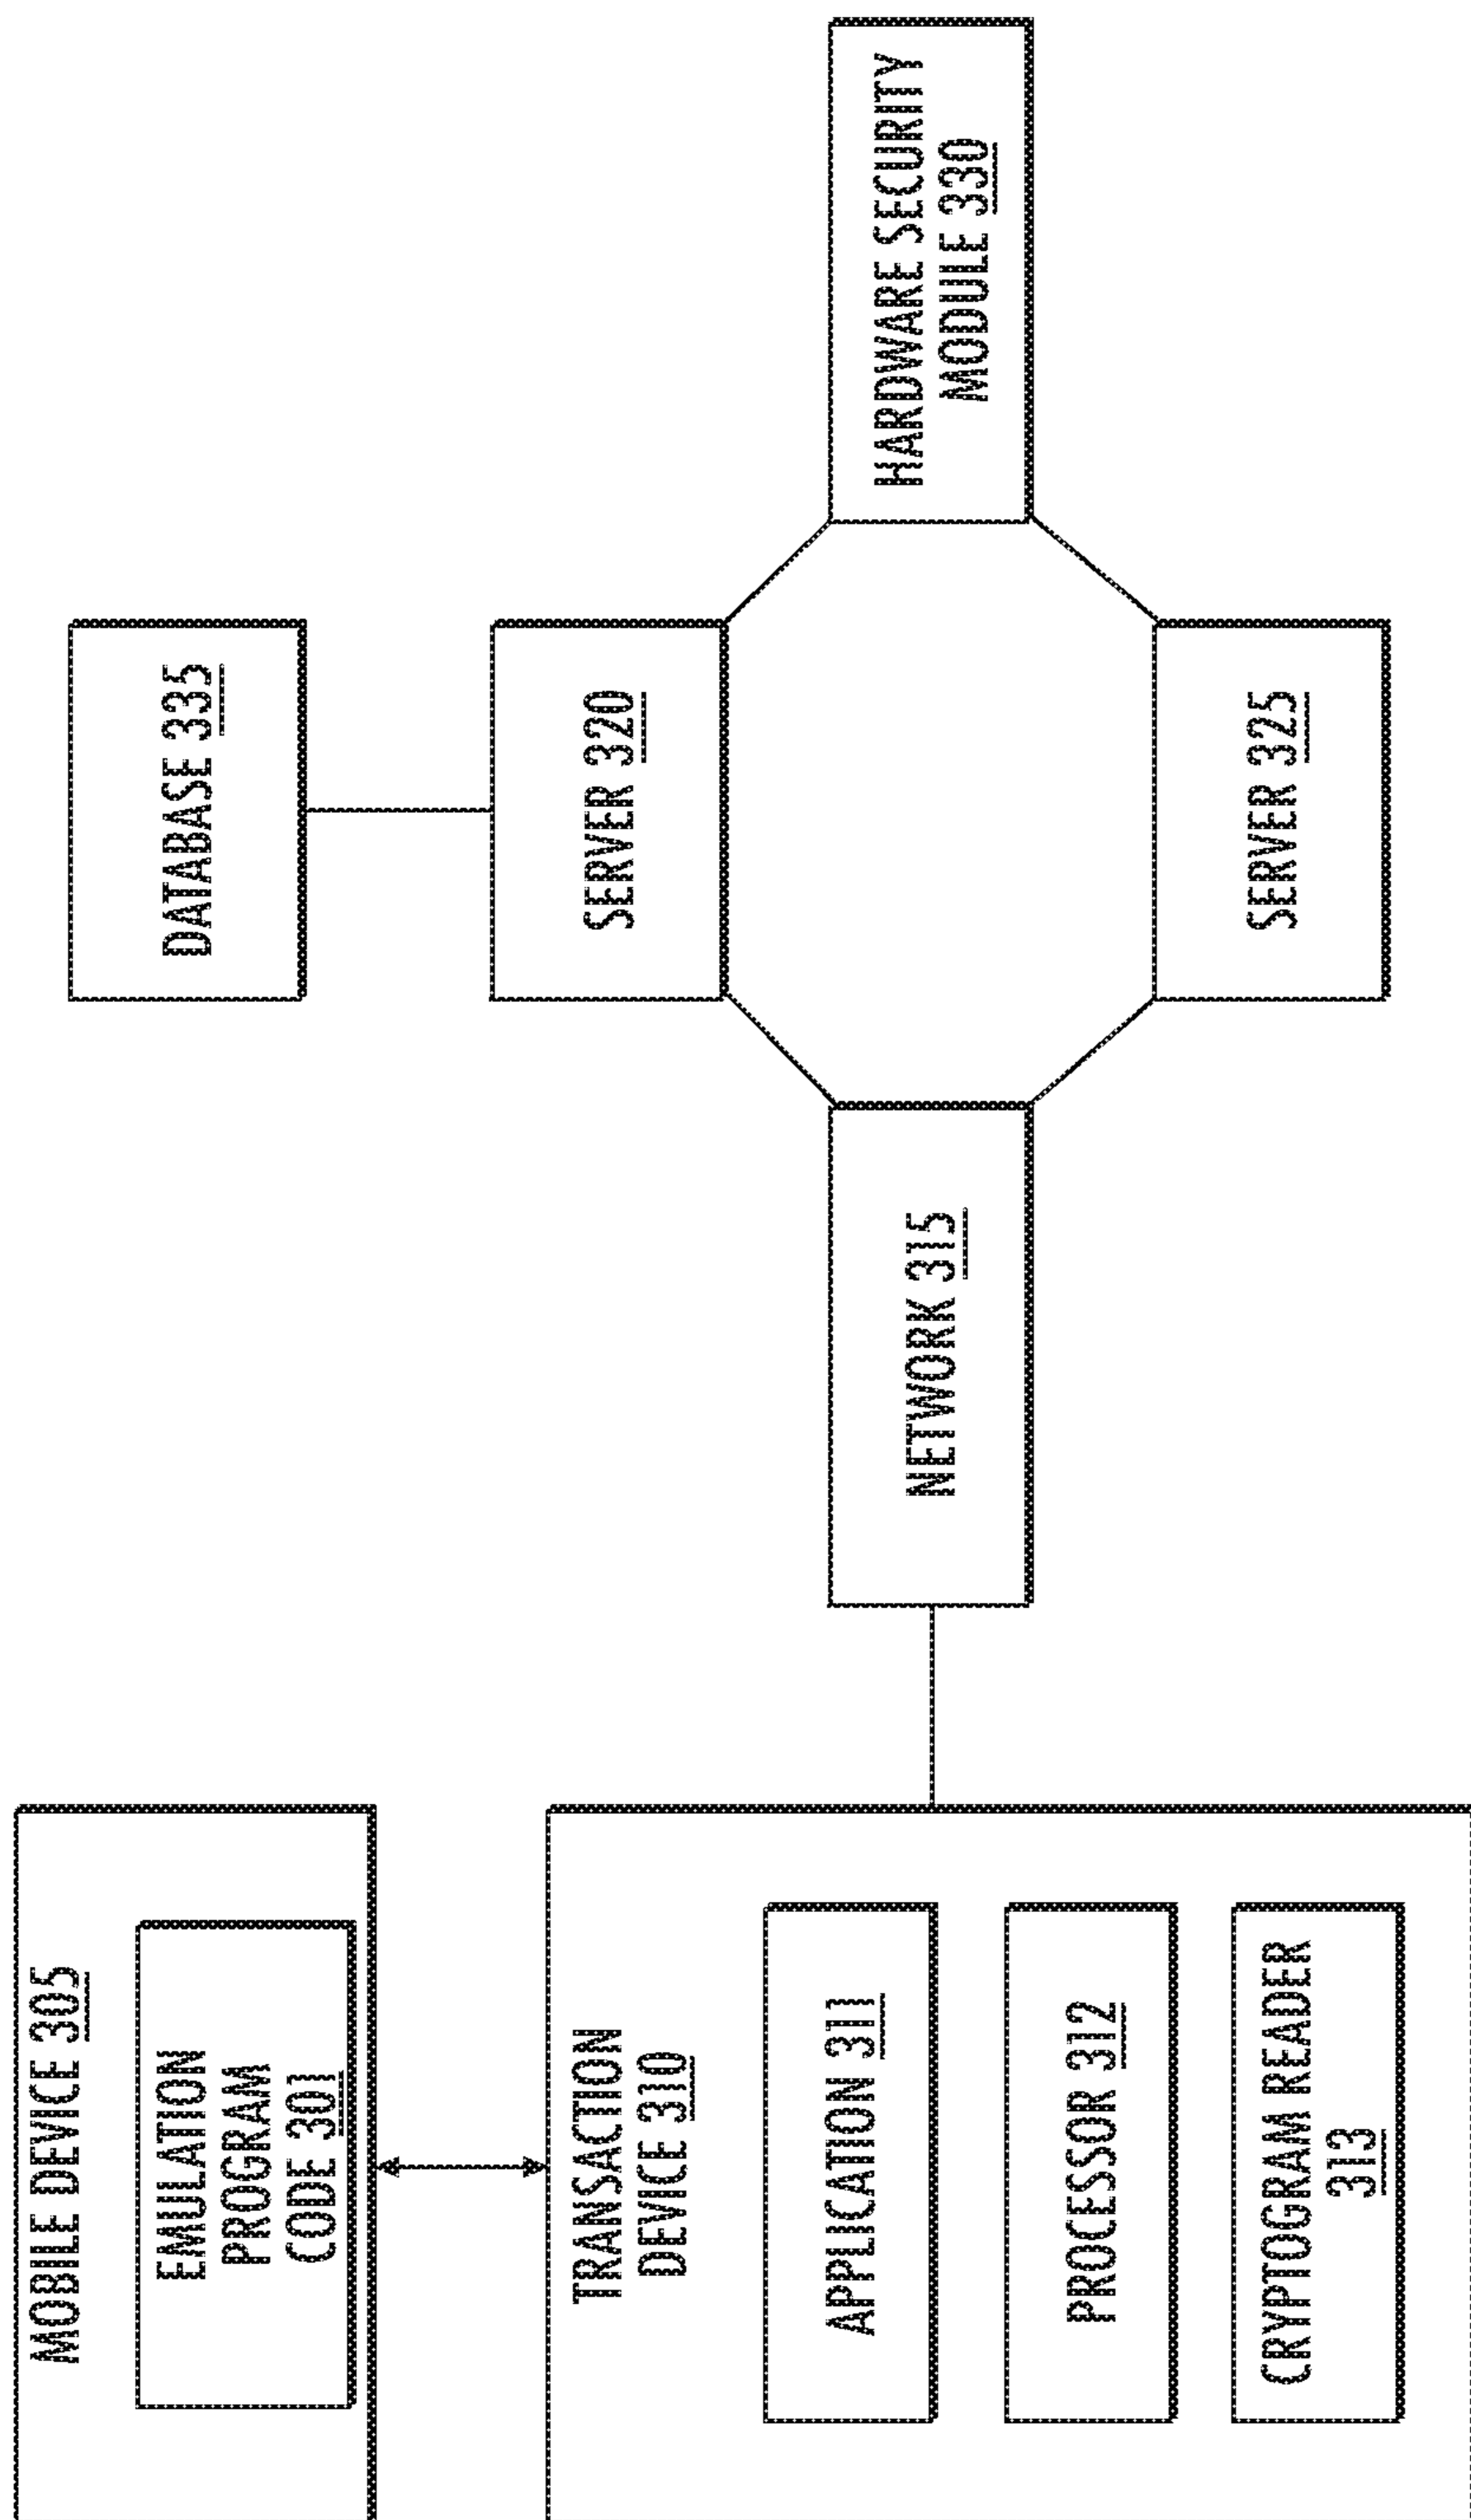 MOBILE DEVICE 305
EMULATION
PROGRAM
CODE 301
TRANSACTION
DEVICE 310
APPLICATION 311
PROCESSOR 312
CRYPTOGRAM READER
313
NETWORK 315
DATABASE 335
SERVER 320
SERVER 325
HARDWARE SECURITY
MODULE 330